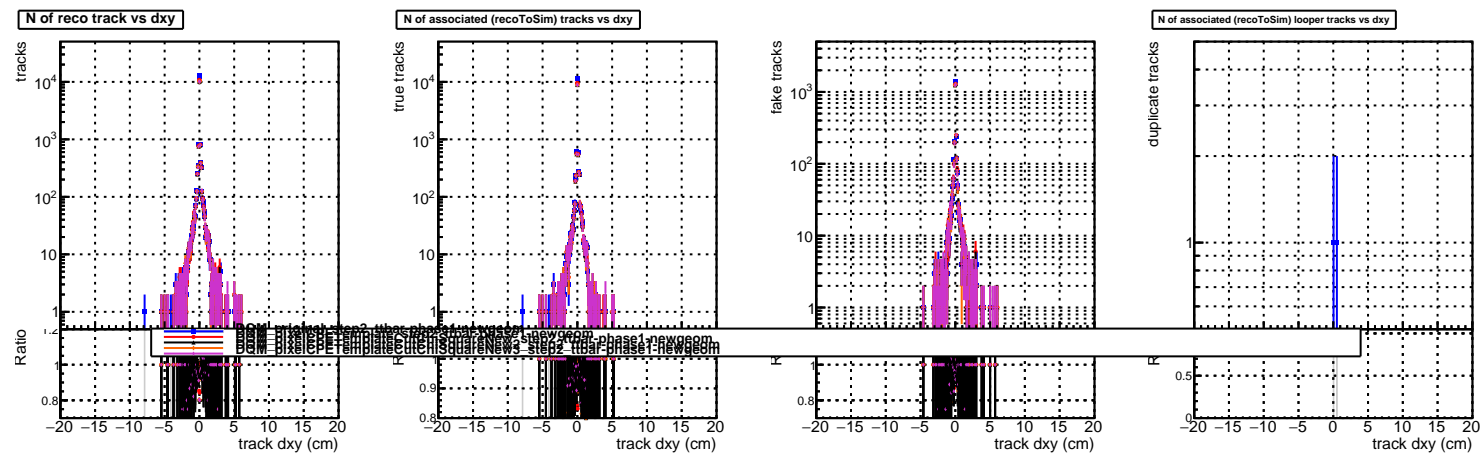 N of reco track vs dxy
N of associated (recoToSim) tracks vs dxy
N of associated (recoToSim) looper tracks vs dxy
tracks
10⁴
10³
10²
10
1
Ratio
1
0.8
−20 −15 −10 −5 0 5 10 15 20
track dxy (cm)
true tracks
10⁴
10³
10²
10
1
0.9
0.8
−20 −15 −10 −5 0 5 10 15 20
track dxy (cm)
fake tracks
10³
10²
10
1
1
0.8
−20 −15 −10 −5 0 5 10 15 20
track dxy (cm)
duplicate tracks
1
0.5
0
−20 −15 −10 −5 0 5 10 15 20
track dxy (cm)
DQM_pixelCPETemplateCutChiSquareNew3_step2_ttbar-phase1-newgeom